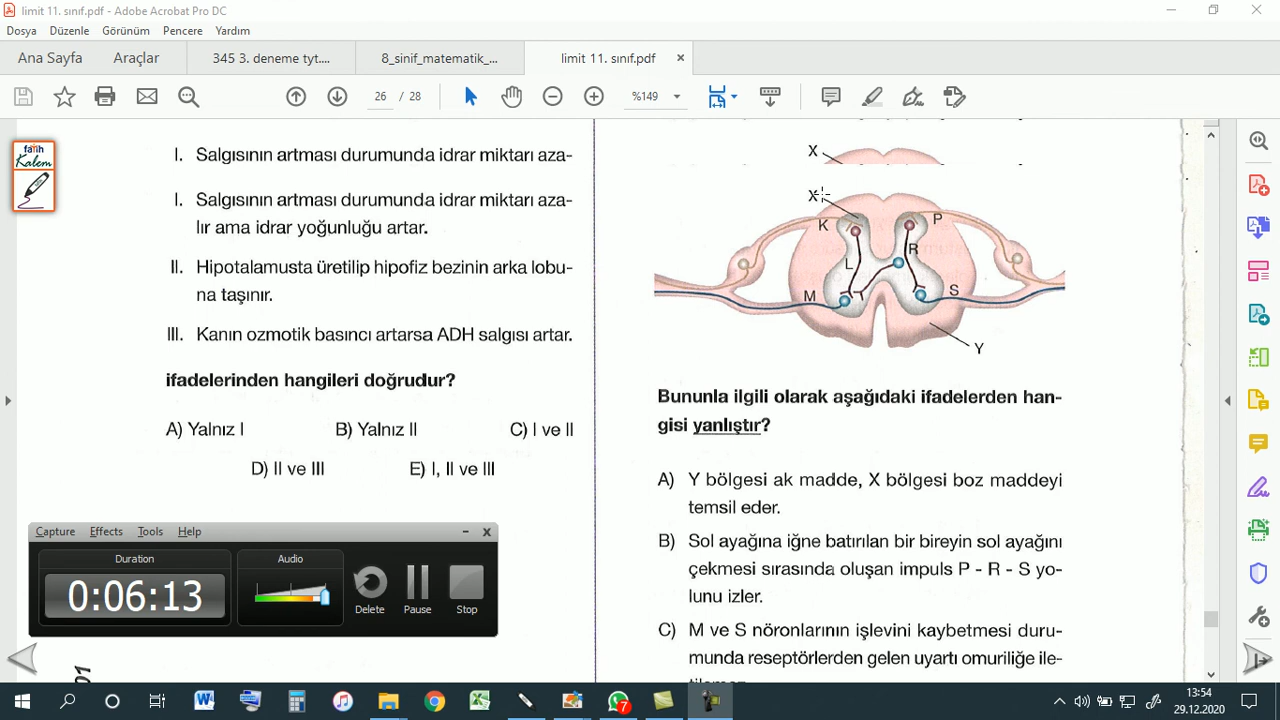 limit 11. sınıf.pdf - Adobe Acrobat Pro DC
Dosya Düzenle Görünüm Pencere Yardım
Ana Sayfa Araçlar 345 3. deneme tyt.... 8_sinif_matematik_... limit 11. sınıf.pdf
26 / 28 %149
fatih
Kalem
I. Salgısının artması durumunda idrar miktarı aza-
I. Salgısının artması durumunda idrar miktarı aza-
lır ama idrar yoğunluğu artar.
II. Hipotalamusta üretilip hipofiz bezinin arka lobu-
na taşınır.
III. Kanın ozmotik basıncı artarsa ADH salgısı artar.
ifadelerinden hangileri doğrudur?
A) Yalnız I B) Yalnız II C) I ve II
D) II ve III E) I, II ve III
X
X
K P
L R
M S
Y
Bununla ilgili olarak aşağıdaki ifadelerden han-
gisi yanlıştır?
A) Y bölgesi ak madde, X bölgesi boz maddeyi
temsil eder.
B) Sol ayağına iğne batırılan bir bireyin sol ayağını
çekmesi sırasında oluşan impuls P - R - S yo-
lunu izler.
C) M ve S nöronlarının işlevini kaybetmesi duru-
munda reseptörlerden gelen uyartı omuriliğe ile-
Capture Effects Tools Help
Duration Audio
0:06:13
Delete Pause Stop
01
7
13:54
29.12.2020